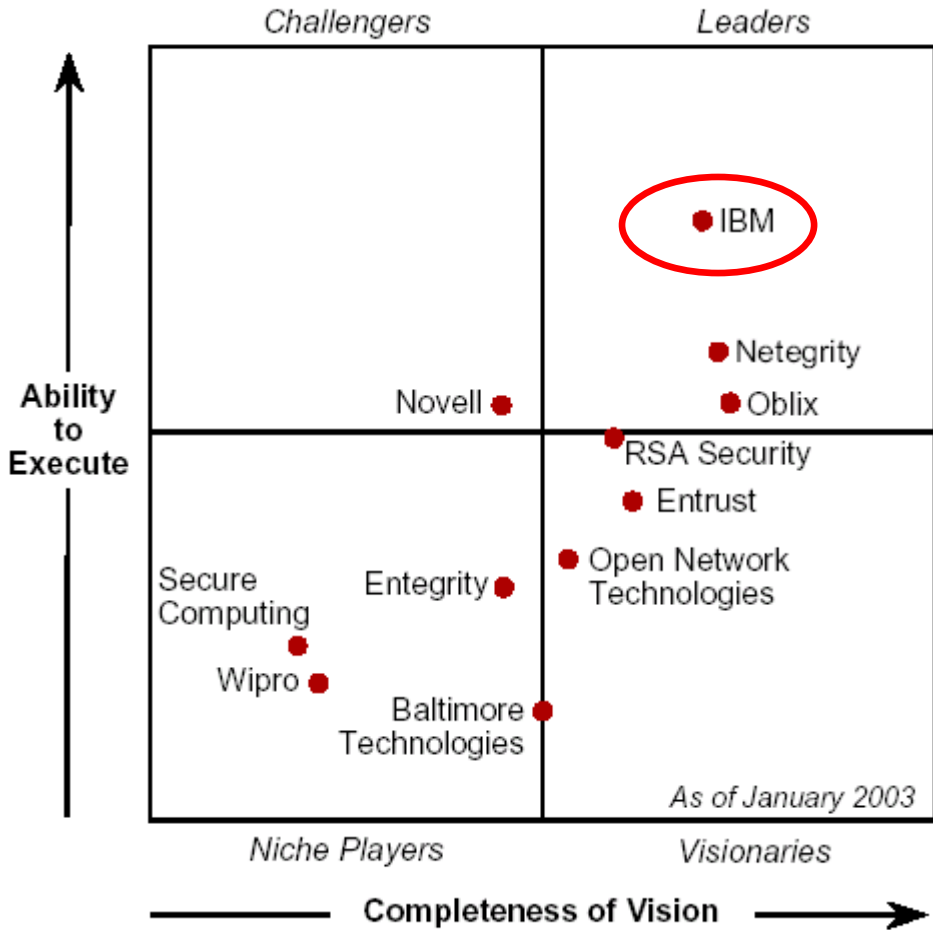 Challengers
Leaders
IBM
Netegrity
Novell
Oblix
Ability
to
Execute
RSA Security
Entrust
Open Network
Technologies
Secure
Computing
Entegrity
Wipro
Baltimore
Technologies
As of January 2003
Niche Players
Visionaries
Completeness of Vision